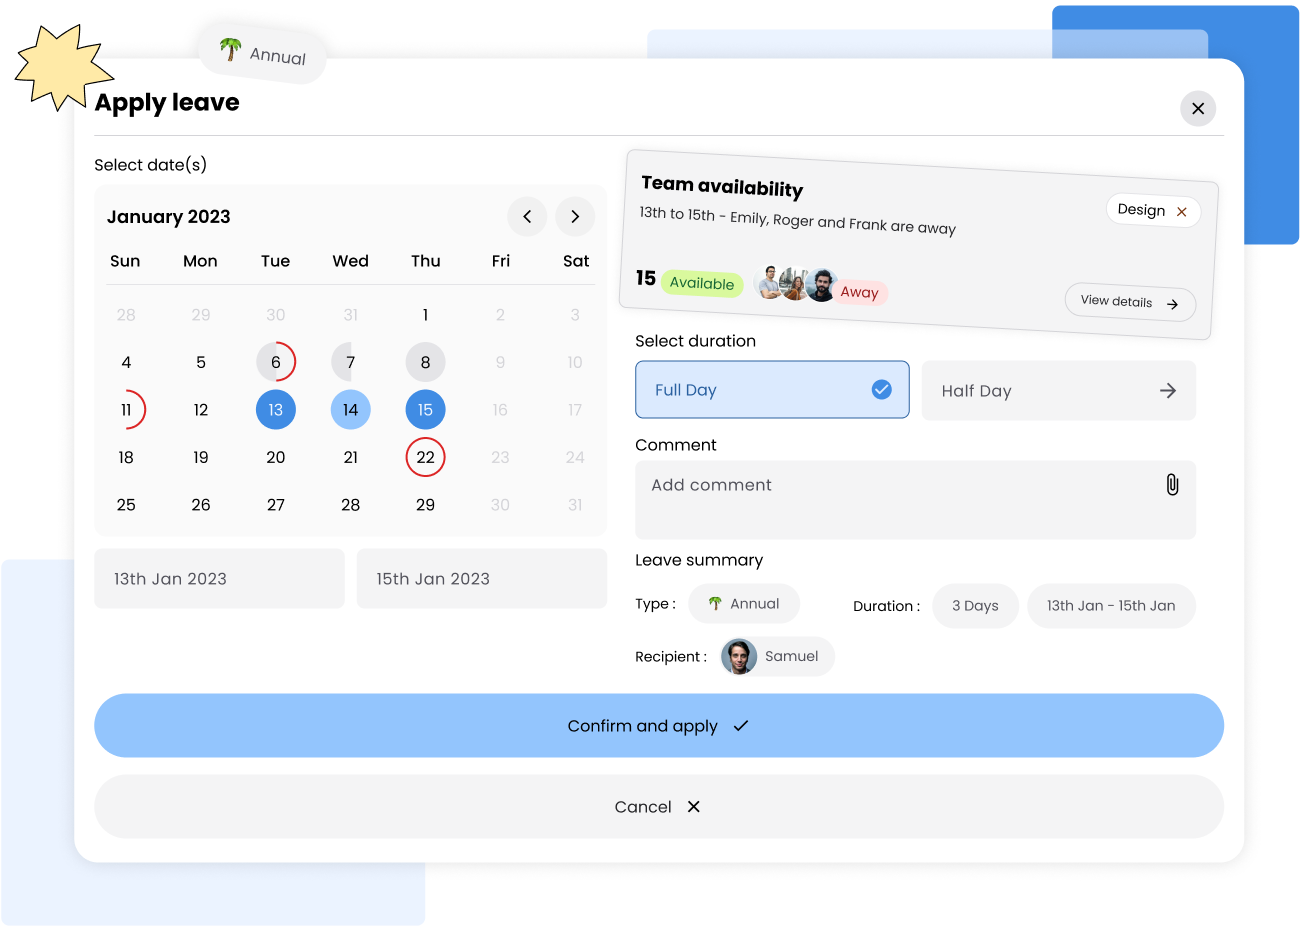 Annual
Apply leave
Select date(s)
January 2023
Sun Mon Tue Wed Thu Fri Sat
28 29 30 31 1 2 3
4 5 6 7 8 9 10
11 12 13 14 15 16 17
18 19 20 21 22 23 24
25 26 27 28 29 30 31
13th Jan 2023
15th Jan 2023
Team availability
13th to 15th - Emily, Roger and Frank are away
Design
15 Available Away
View details
Select duration
Full Day
Half Day
Comment
Add comment
Leave summary
Type : Annual
Duration : 3 Days 13th Jan - 15th Jan
Recipient : Samuel
Confirm and apply
Cancel